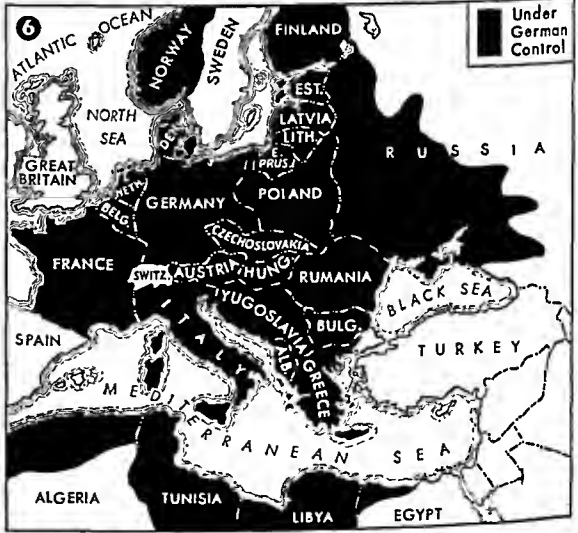 6
ATLANTIC OCEAN
NORWAY
SWEDEN
FINLAND
Under
German
Control
NORTH
SEA
EST.
LATVIA
LITH.
DE.
E.
PRUS.
RUSSIA
GREAT
BRITAIN
NETH.
BELG.
GERMANY
POLAND
CZECHOSLOVAKIA
FRANCE
SWITZ.
AUSTRIA
HUNG.
RUMANIA
BLACK SEA
YUGOSLAVIA
BULG.
ITALY
ALB.
GREECE
SPAIN
TURKEY
MEDITERRANEAN SEA
ALGERIA
TUNISIA
LIBYA
EGYPT